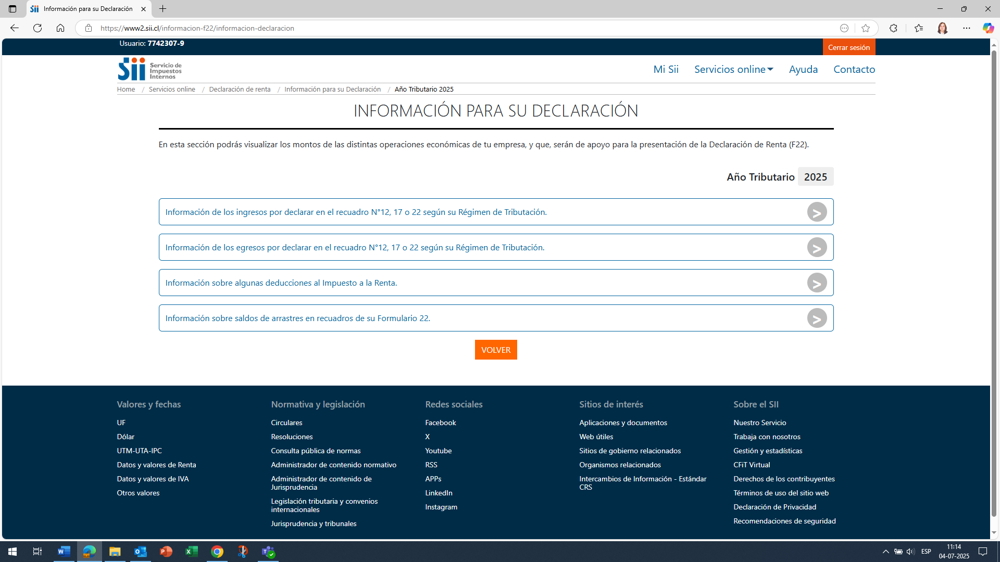 Información para su Declaración
https://www2.sii.cl/informacion-f22/informacion-declaracion
Usuario: 7742307-9
Cerrar sesión
Sii Servicio de
Impuestos
Internos
Mi Sii Servicios online Ayuda Contacto
Home / Servicios online / Declaración de renta / Información para su Declaración / Año Tributario 2025
INFORMACIÓN PARA SU DECLARACIÓN
En esta sección podrás visualizar los montos de las distintas operaciones económicas de tu empresa, y que, serán de apoyo para la presentación de la Declaración de Renta (F22).
Año Tributario 2025
Información de los ingresos por declarar en el recuadro N°12, 17 o 22 según su Régimen de Tributación. >
Información de los egresos por declarar en el recuadro N°12, 17 o 22 según su Régimen de Tributación. >
Información sobre algunas deducciones al Impuesto a la Renta. >
Información sobre saldos de arrastres en recuadros de su Formulario 22. >
VOLVER
Valores y fechas
UF
Dólar
UTM-UTA-IPC
Datos y valores de Renta
Datos y valores de IVA
Otros valores
Normativa y legislación
Circulares
Resoluciones
Consulta pública de normas
Administrador de contenido normativo
Administrador de contenido de
Jurisprudencia
Legislación tributaria y convenios
internacionales
Jurisprudencia y tribunales
Redes sociales
Facebook
X
Youtube
RSS
APPs
LinkedIn
Instagram
Sitios de interés
Aplicaciones y documentos
Web útiles
Sitios de gobierno relacionados
Organismos relacionados
Intercambios de Información - Estándar
CRS
Sobre el SII
Nuestro Servicio
Trabaja con nosotros
Gestión y estadísticas
CFiT Virtual
Derechos de los contribuyentes
Términos de uso del sitio web
Declaración de Privacidad
Recomendaciones de seguridad
ESP
11:14
04-07-2025